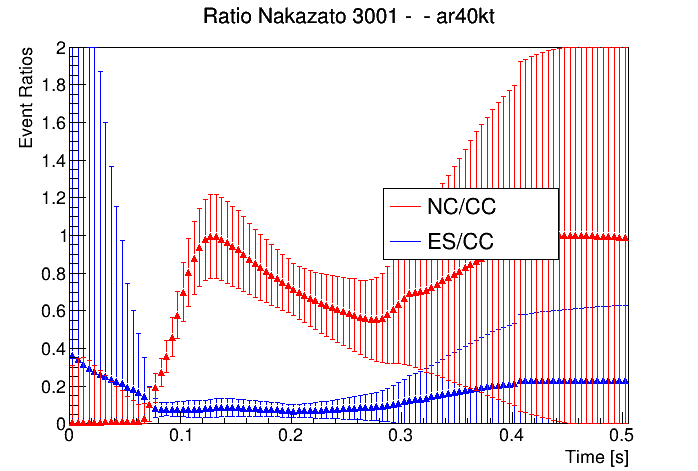 Ratio Nakazato 3001 - - ar40kt
Event Ratios
2
1.8
1.6
1.4
1.2
1
0.8
0.6
0.4
0.2
0
NC/CC
ES/CC
0 0.1 0.2 0.3 0.4 0.5
Time [s]